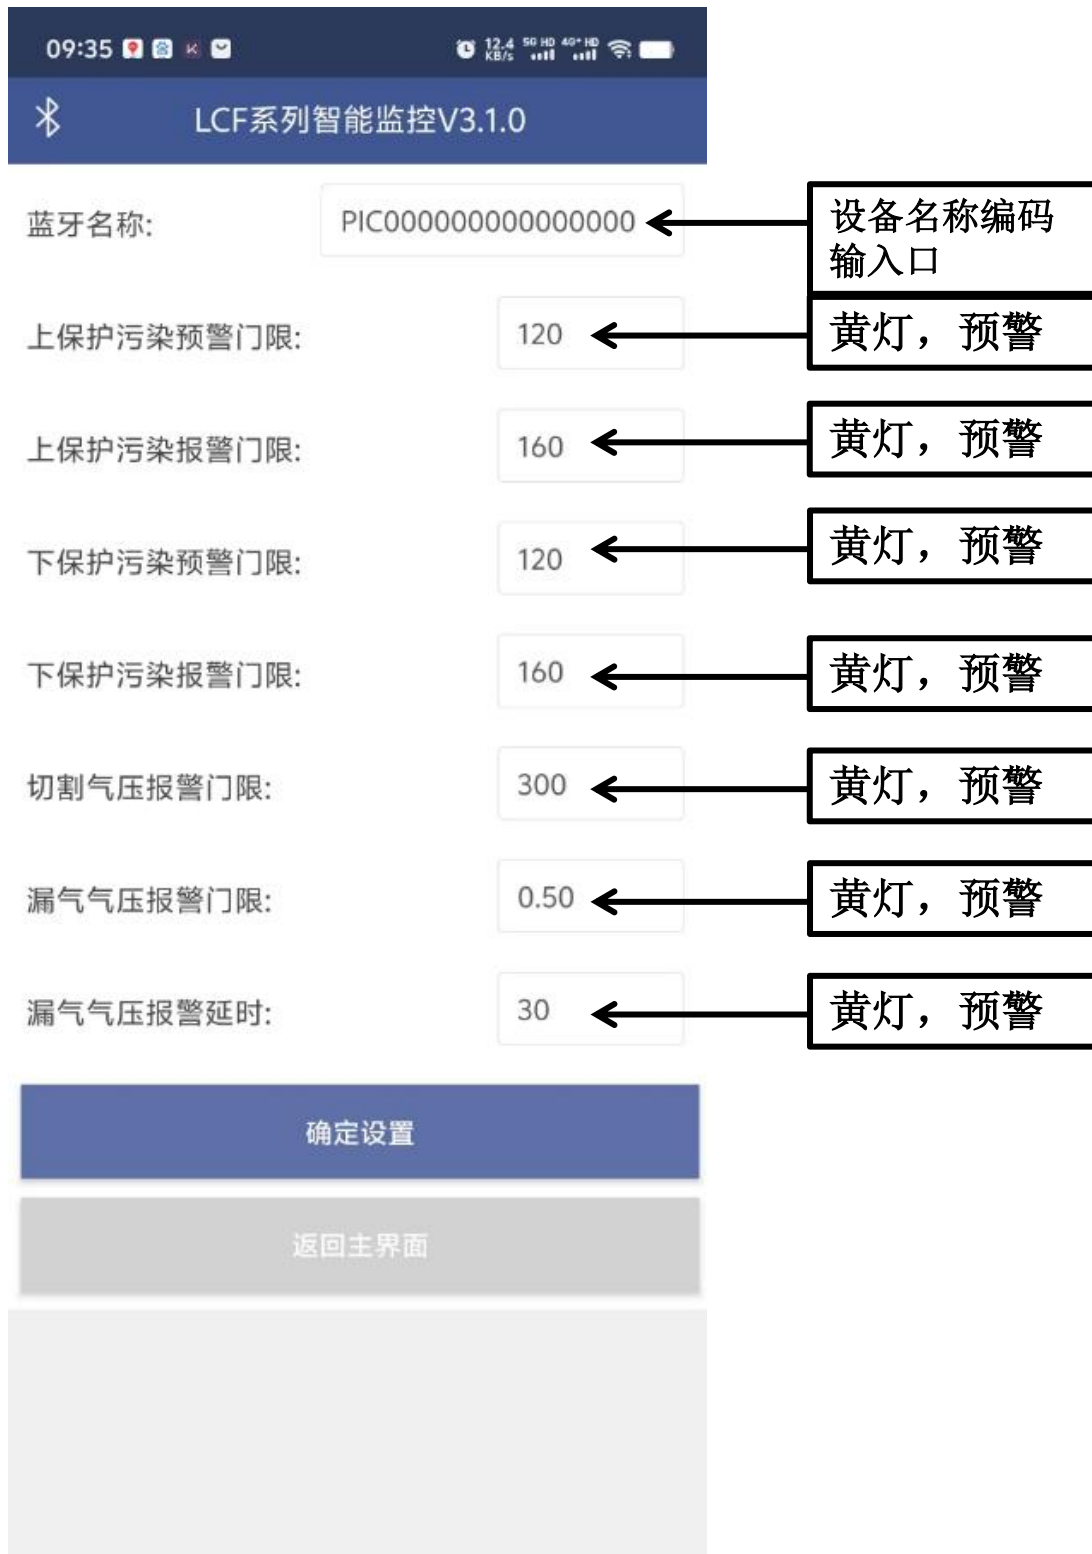 09:35 12.4 KB/s 5G HD 4G+ HD
LCF系列智能监控V3.1.0
蓝牙名称: PIC000000000000000 设备名称编码
输入口
上保护污染预警门限: 120 黄灯，预警
上保护污染报警门限: 160 黄灯，预警
下保护污染预警门限: 120 黄灯，预警
下保护污染报警门限: 160 黄灯，预警
切割气压报警门限: 300 黄灯，预警
漏气气压报警门限: 0.50 黄灯，预警
漏气气压报警延时: 30 黄灯，预警
确定设置
返回主界面